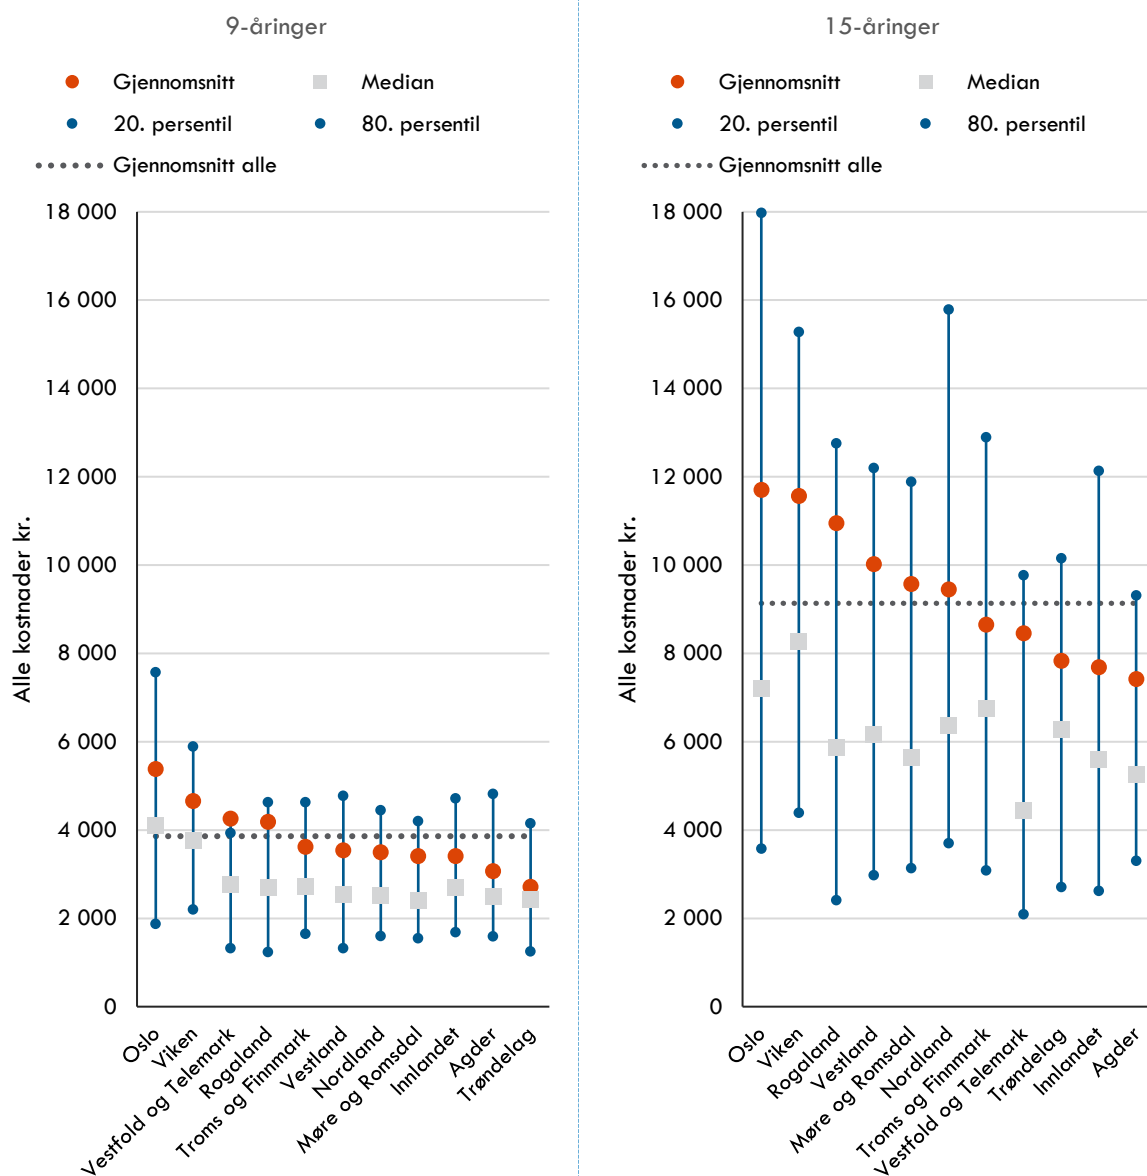 9-åringer
Gjennomsnitt
Median
20. persentil
80. persentil
Gjennomsnitt alle
18 000
16 000
14 000
12 000
10 000
8 000
6 000
4 000
2 000
0
Alle kostnader kr.
Oslo
Viken
Vestfold og Telemark
Rogaland
Troms og Finnmark
Vestland
Nordland
Møre og Romsdal
Innlandet
Agder
Trøndelag
15-åringer
Gjennomsnitt
Median
20. persentil
80. persentil
Gjennomsnitt alle
18 000
16 000
14 000
12 000
10 000
8 000
6 000
4 000
2 000
0
Alle kostnader kr.
Oslo
Viken
Rogaland
Vestland
Møre og Romsdal
Nordland
Troms og Finnmark
Vestfold og Telemark
Trøndelag
Innlandet
Agder